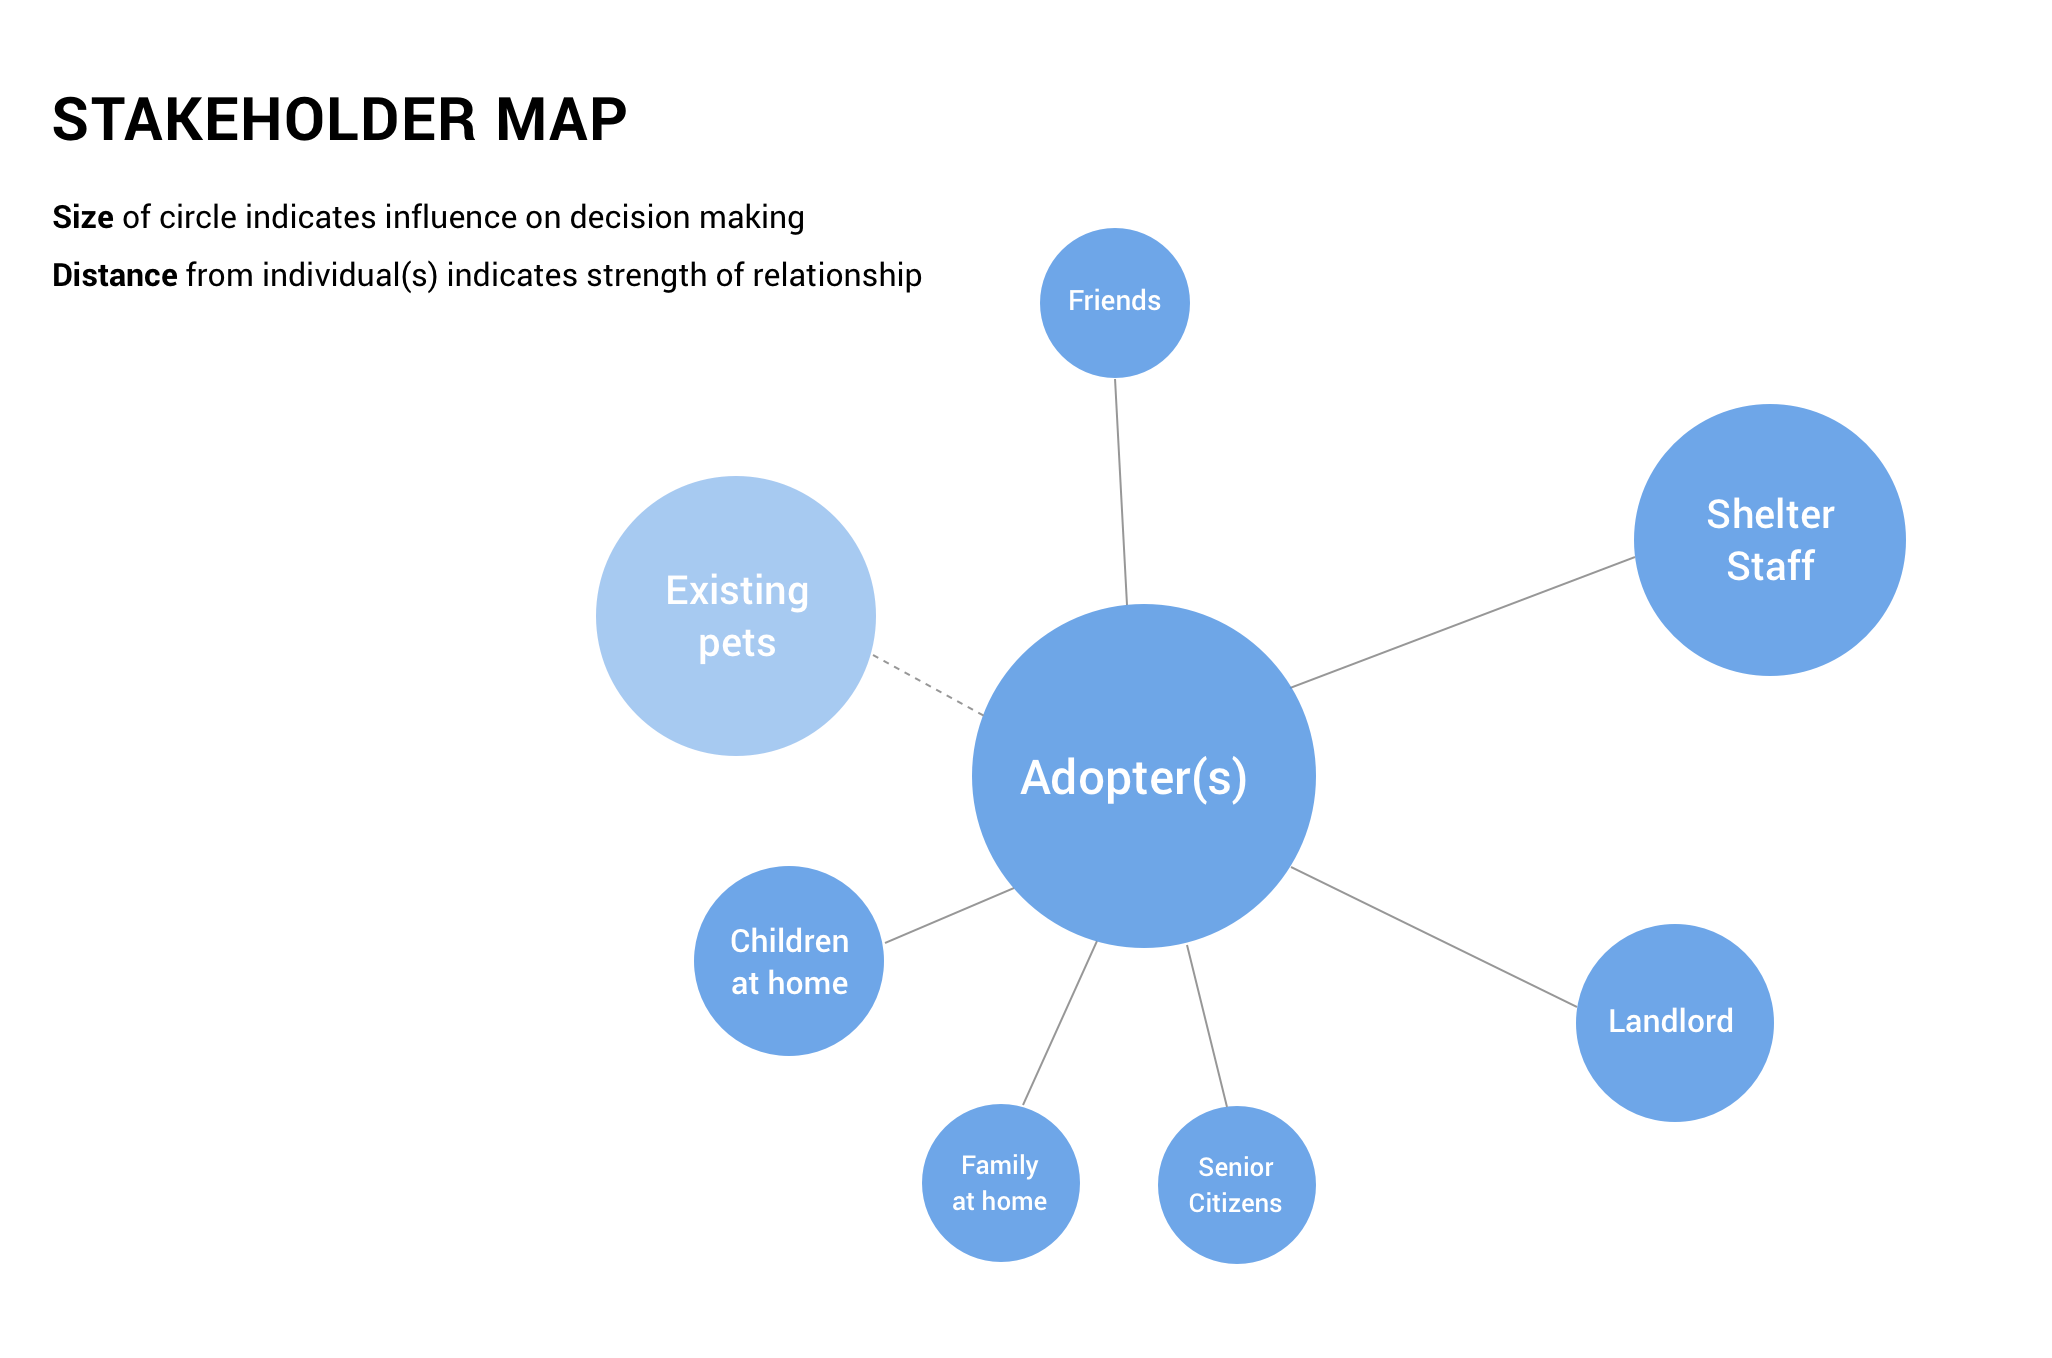 STAKEHOLDER MAP
Size of circle indicates influence on decision making
Distance from individual(s) indicates strength of relationship
Friends
Shelter
Staff
Existing
pets
Adopter(s)
Children
at home
Landlord
Family
at home
Senior
Citizens